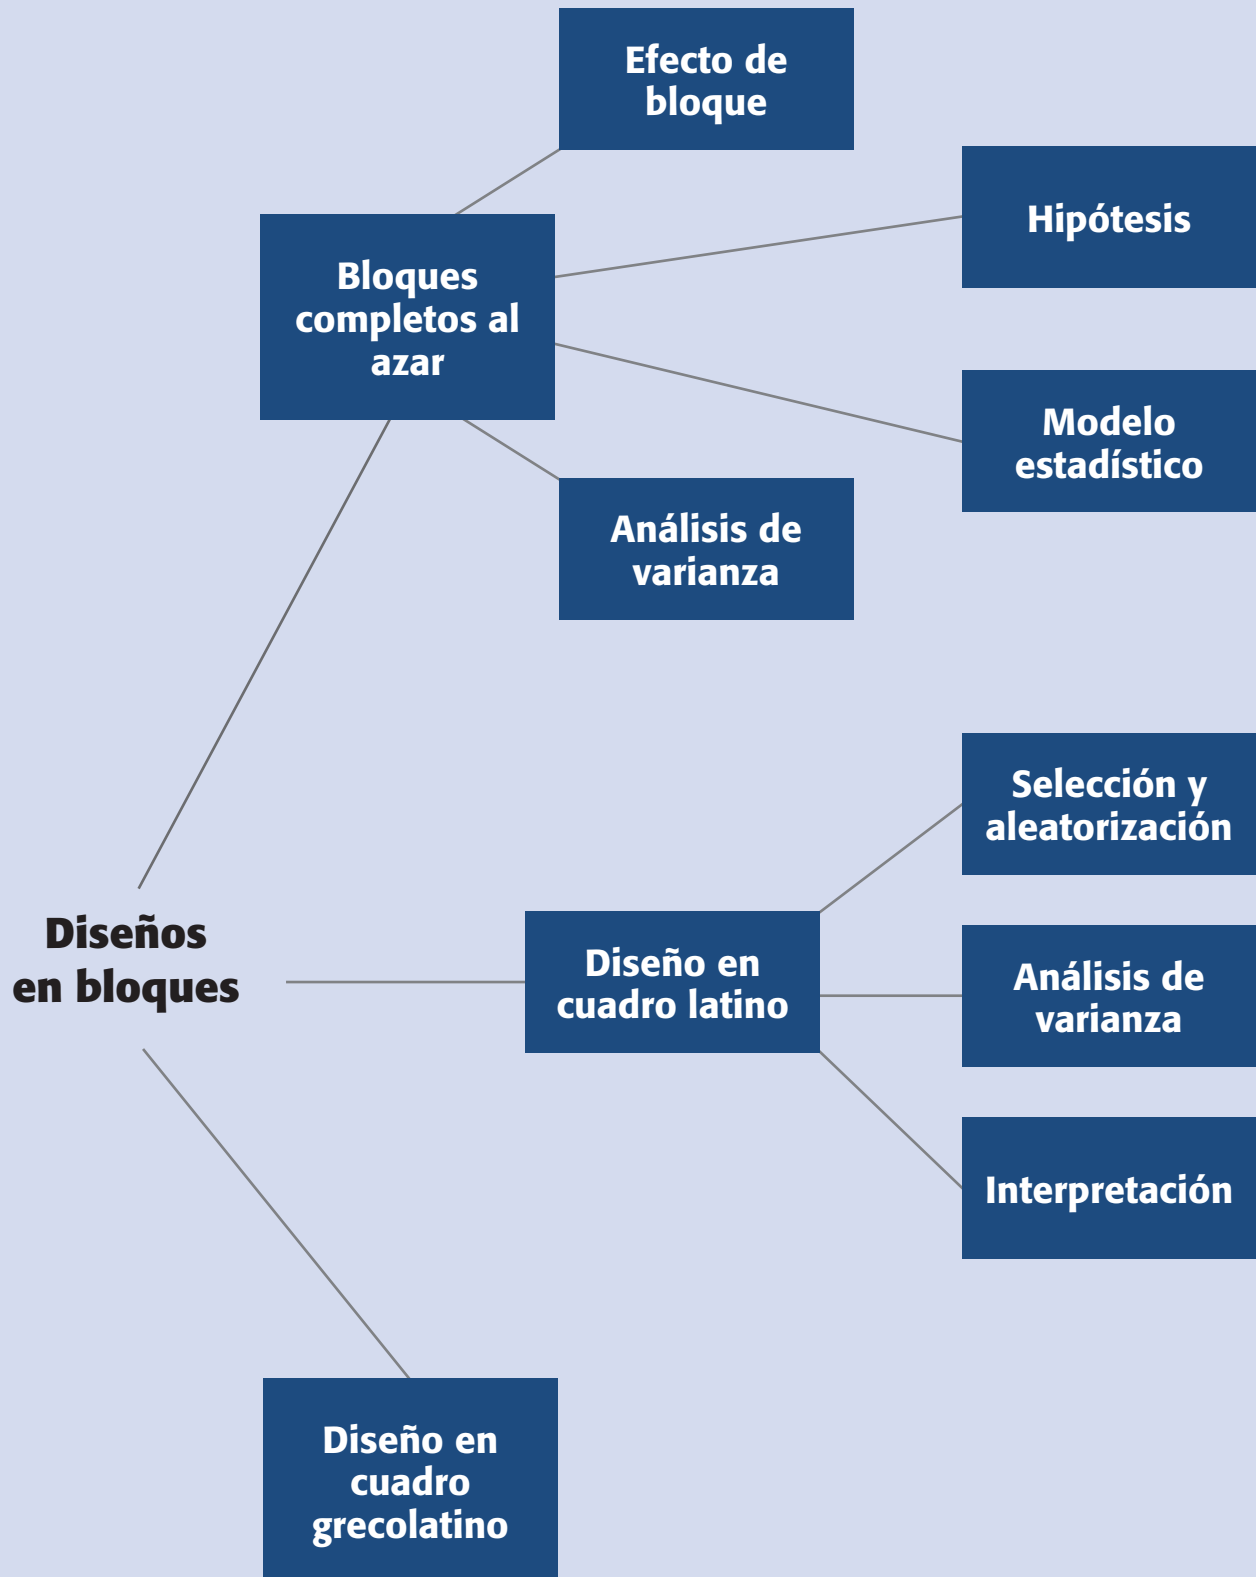 Efecto de
bloque
Hipótesis
Bloques
completos al
azar
Modelo
estadístico
Análisis de
varianza
Selección y
aleatorización
Diseños
en bloques
Diseño en
cuadro latino
Análisis de
varianza
Interpretación
Diseño en
cuadro
grecolatino